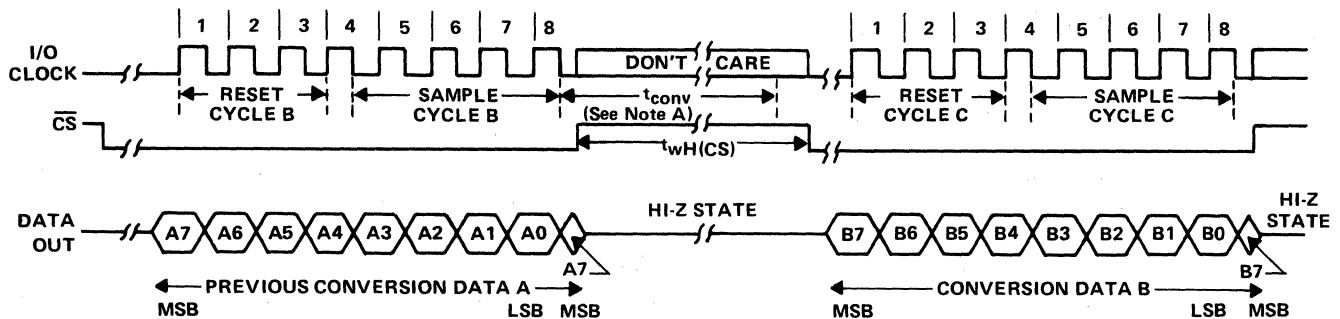 1 2 3 4 5 6 7 8 1 2 3 4 5 6 7 8
I/O CLOCK
DON'T CARE
RESET CYCLE B
SAMPLE CYCLE B
tconv
(See Note A)
RESET CYCLE C
SAMPLE CYCLE C
CS
twH(CS)
DATA OUT
A7 A6 A5 A4 A3 A2 A1 A0
HI-Z STATE
B7 B6 B5 B4 B3 B2 B1 B0
HI-Z STATE
A7
B7
PREVIOUS CONVERSION DATA A
CONVERSION DATA B
MSB LSB MSB MSB LSB MSB